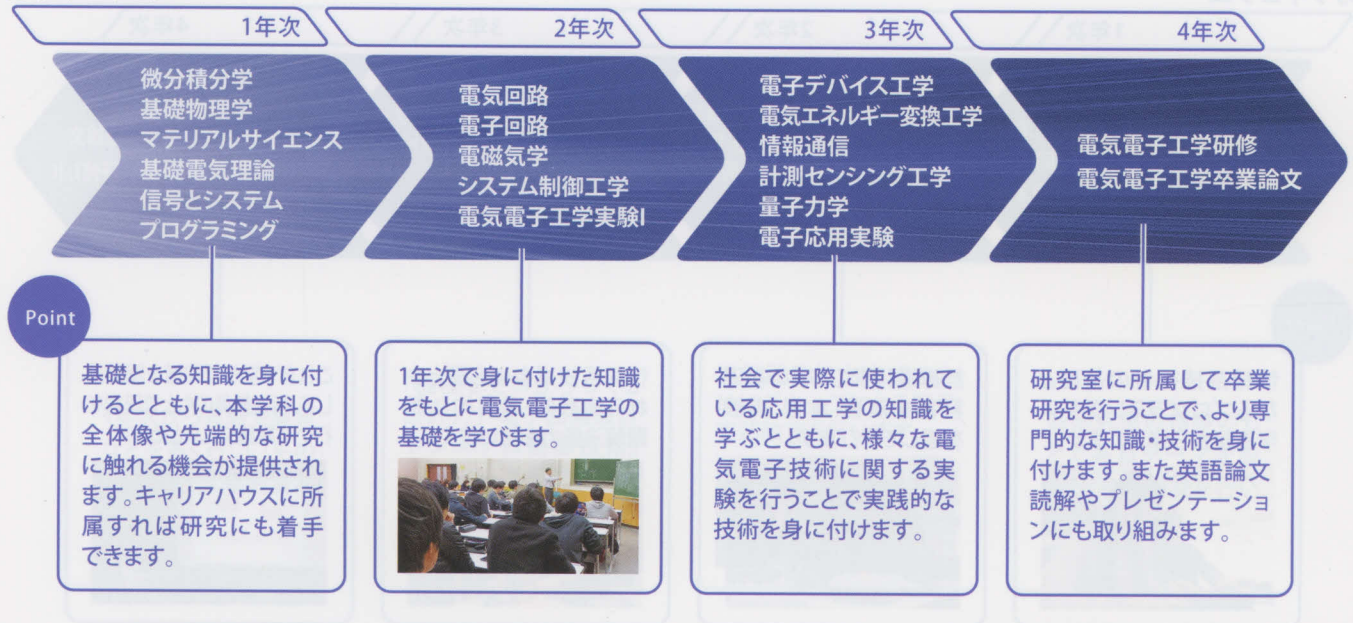 1年次
2年次
3年次
4年次
微分積分学
基礎物理学
マテリアルサイエンス
基礎電気理論
信号とシステム
プログラミング
電気回路
電子回路
電磁気学
システム制御工学
電気電子工学実験I
電子デバイス工学
電気エネルギー変換工学
情報通信
計測センシング工学
量子力学
電子応用実験
電気電子工学研修
電気電子工学卒業論文
Point
基礎となる知識を身に付
けるとともに、本学科の
全体像や先端的な研究
に触れる機会が提供され
ます。キャリアハウスに所
属すれば研究にも着手
できます。
1年次で身に付けた知識
をもとに電気電子工学の
基礎を学びます。
社会で実際に使われて
いる応用工学の知識を
学ぶとともに、様々な電
気電子技術に関する実
験を行うことで実践的な
技術を身に付けます。
研究室に所属して卒業
研究を行うことで、より専
門的な知識・技術を身に
付けます。また英語論文
読解やプレゼンテーショ
ンにも取り組みます。